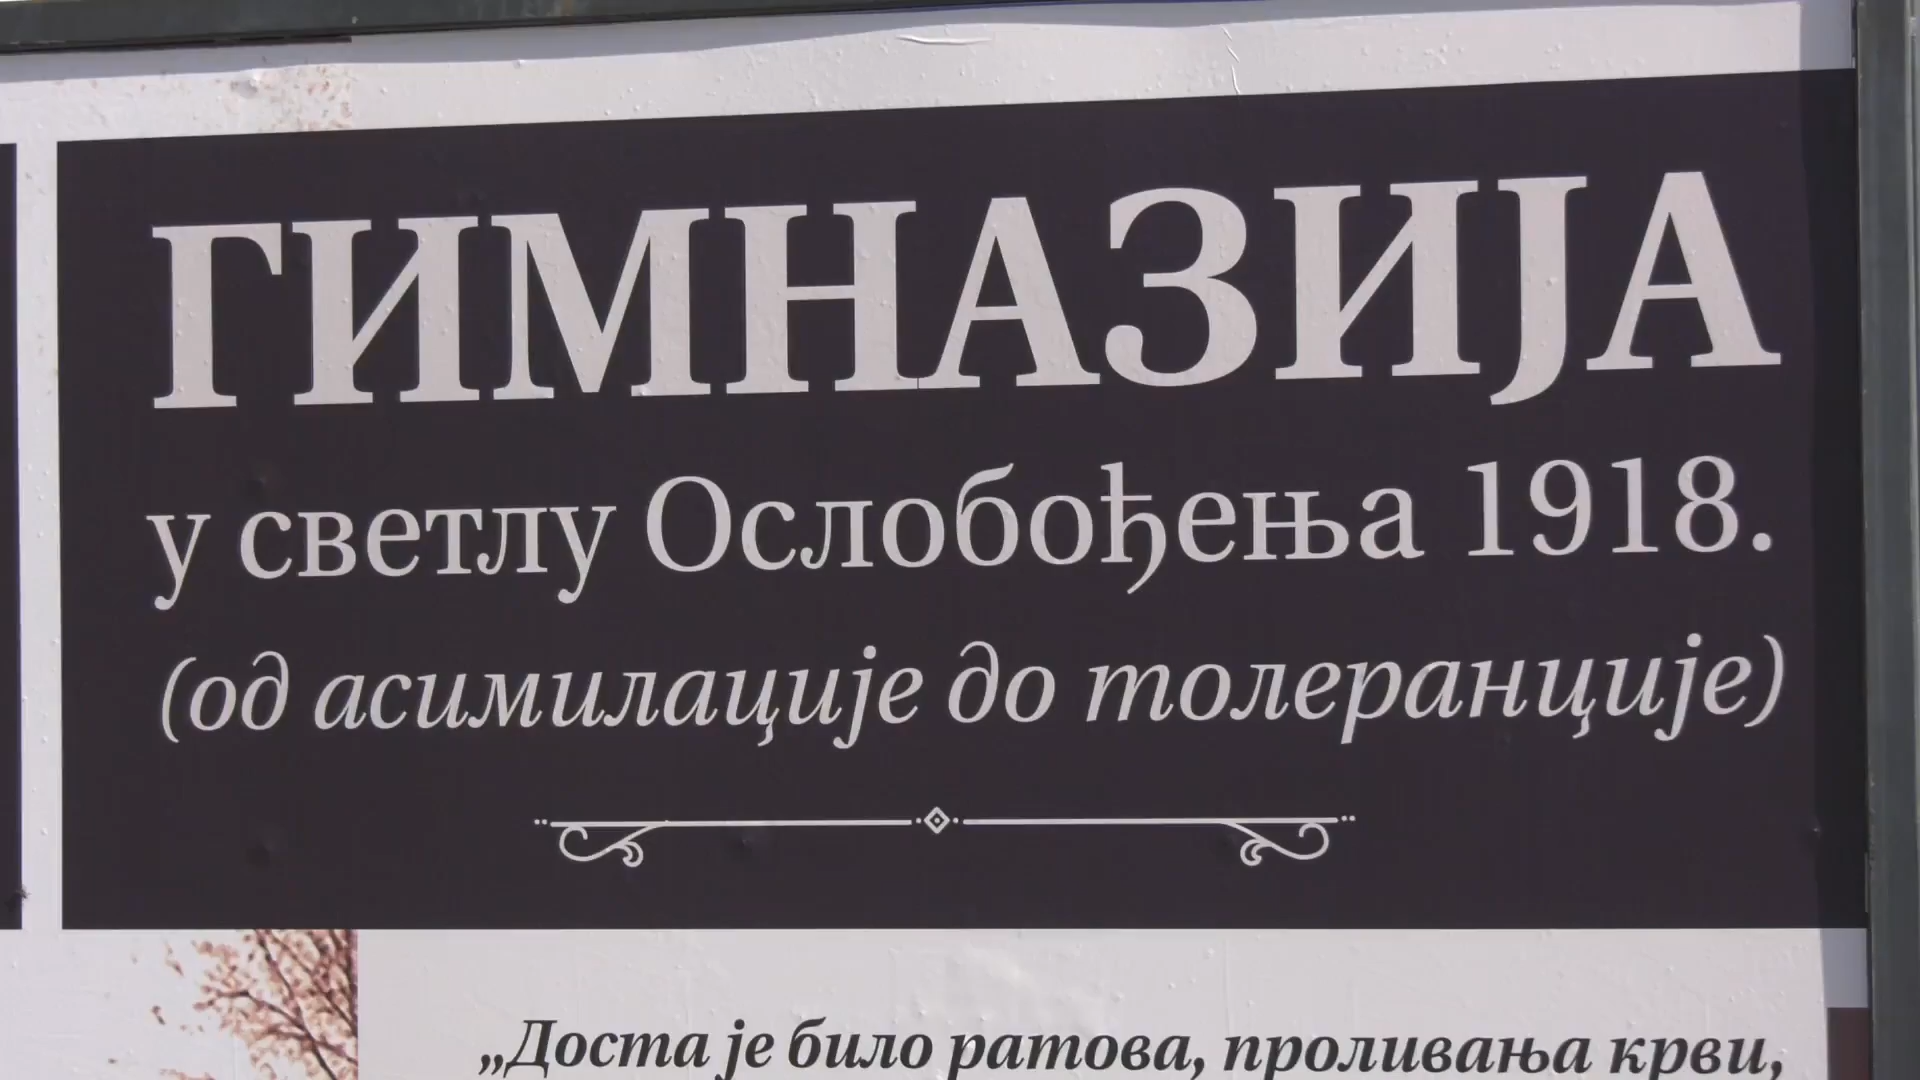 ГИМНАЗИЈА
у светлу Ослобођења 1918.
(од асимилације до толеранције)
„Доста је било ратова, проливања крви,